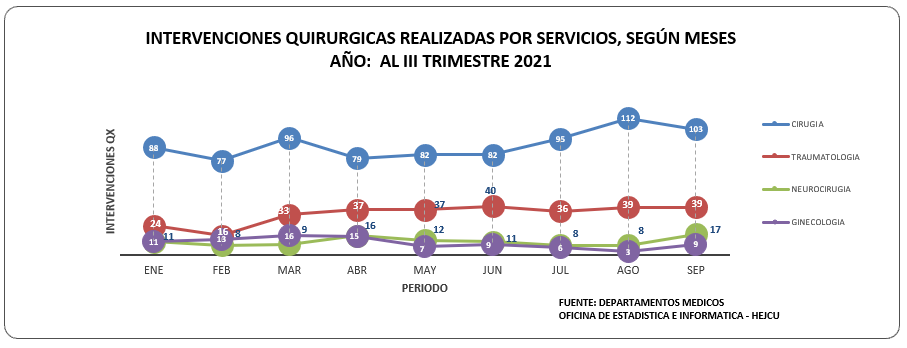 INTERVENCIONES QUIRURGICAS REALIZADAS POR SERVICIOS, SEGÚN MESES
AÑO: AL III TRIMESTRE 2021
INTERVENCIONES QX
88 77 96 79 82 82 95 112 103
24 16 33 37 37 40 36 39 39
11 8 9 16 12 11 8 8 17
11 13 16 15 7 9 6 3 9
ENE FEB MAR ABR MAY JUN JUL AGO SEP
PERIODO
CIRUGIA
TRAUMATOLOGIA
NEUROCIRUGIA
GINECOLOGIA
FUENTE: DEPARTAMENTOS MEDICOS
OFICINA DE ESTADISTICA E INFORMATICA - HEJCU